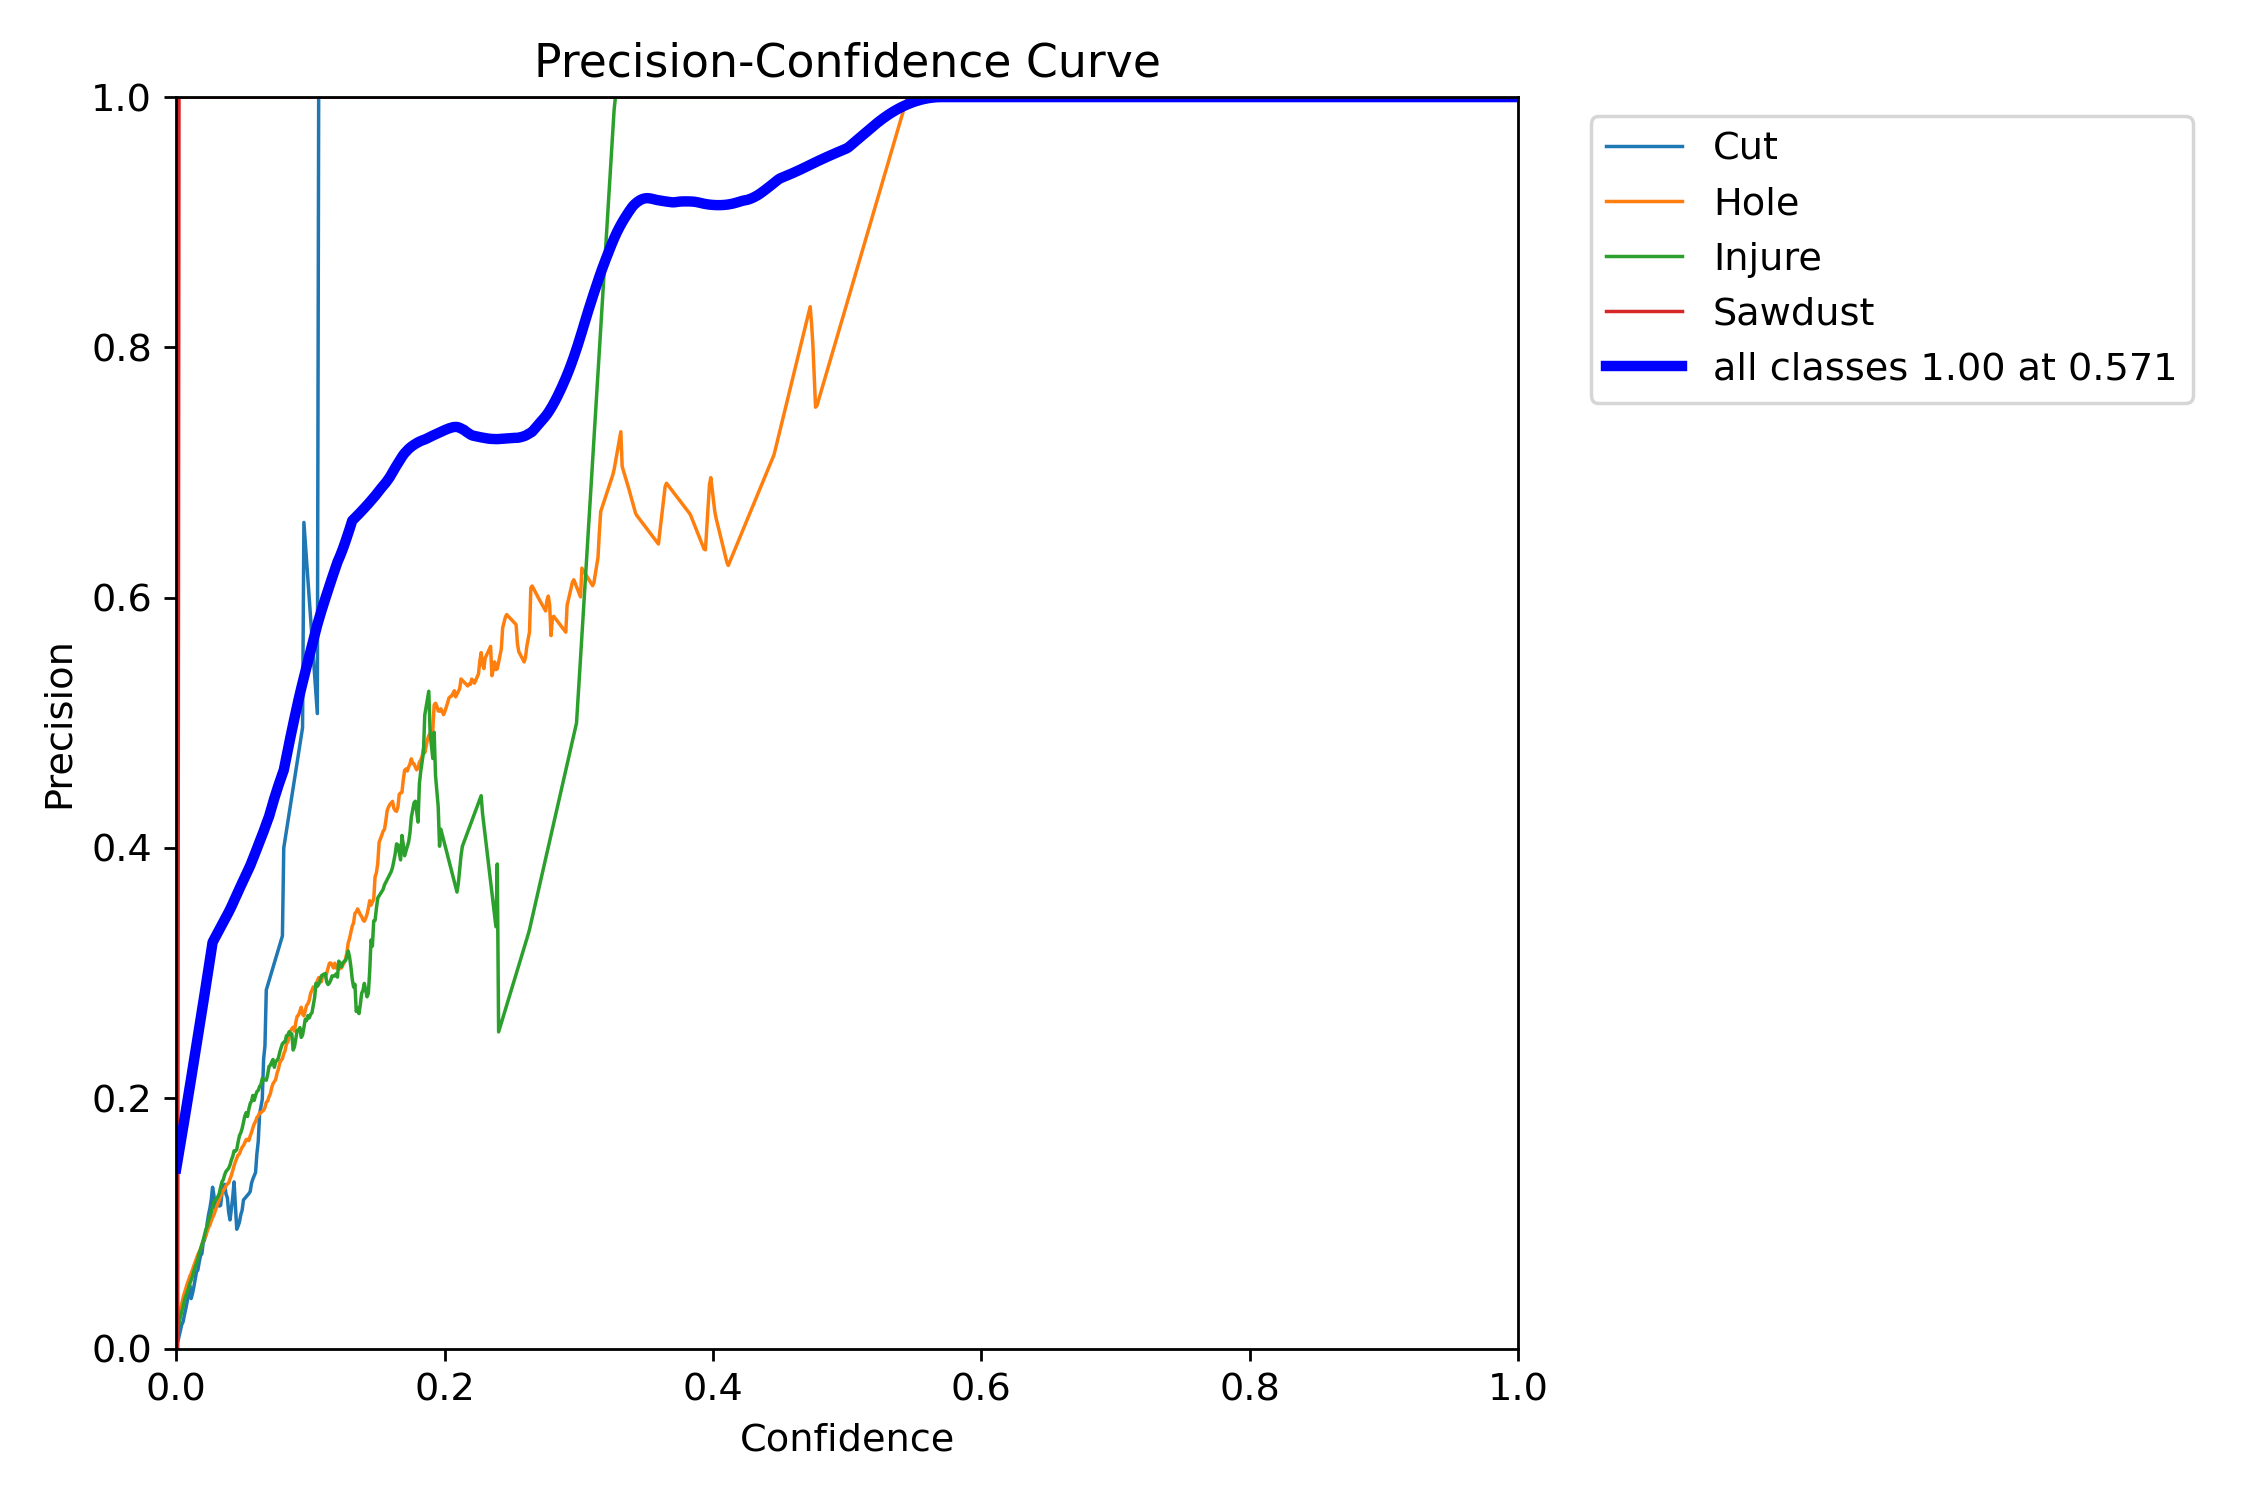 Precision-Confidence Curve
1.0
0.8
0.6
0.4
0.2
0.0
Precision
0.0 0.2 0.4 0.6 0.8 1.0
Confidence
Cut
Hole
Injure
Sawdust
all classes 1.00 at 0.571